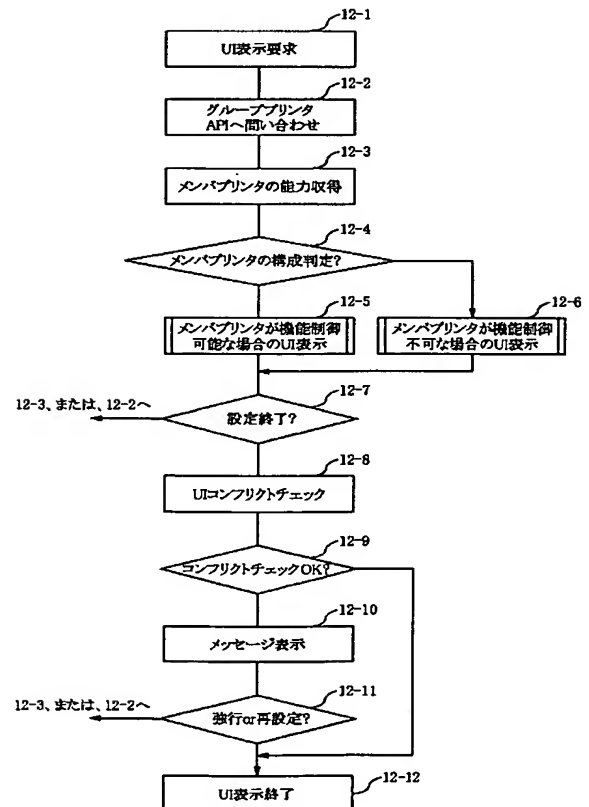 12-1
UI表示要求
12-2
グループプリンタ
APIへ問い合わせ
12-3
メンバプリンタの能力取得
12-4
メンバプリンタの構成判定?
12-5
メンバプリンタが機能制御
可能な場合のUI表示
12-6
メンバプリンタが機能制御
不可な場合のUI表示
12-7
12-3、または、12-2へ
設定終了?
12-8
UIコンフリクトチェック
12-9
コンフリクトチェックOK?
12-10
メッセージ表示
12-11
12-3、または、12-2へ
強行or再設定?
12-12
UI表示終了